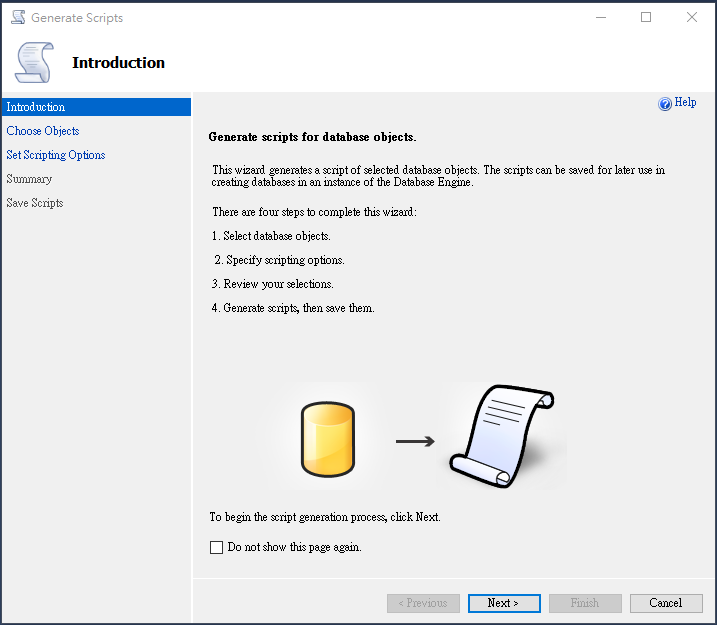 Generate Scripts
Introduction
Introduction
Choose Objects
Set Scripting Options
Summary
Save Scripts
Help
Generate scripts for database objects.
This wizard generates a script of selected database objects. The scripts can be saved for later use in
creating databases in an instance of the Database Engine.
There are four steps to complete this wizard:
1. Select database objects.
2. Specify scripting options.
3. Review your selections.
4. Generate scripts, then save them.
To begin the script generation process, click Next.
Do not show this page again.
< Previous
Next >
Finish
Cancel